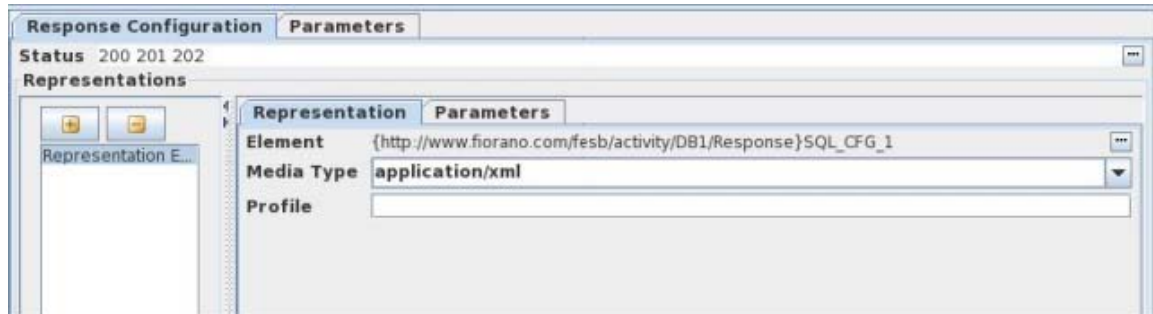 Response Configuration Parameters
Status 200 201 202
Representations
Representation Parameters
Representation E...
Element {http://www.fiorano.com/fesb/activity/DB1/Response}SQL_CFG_1
Media Type application/xml
Profile